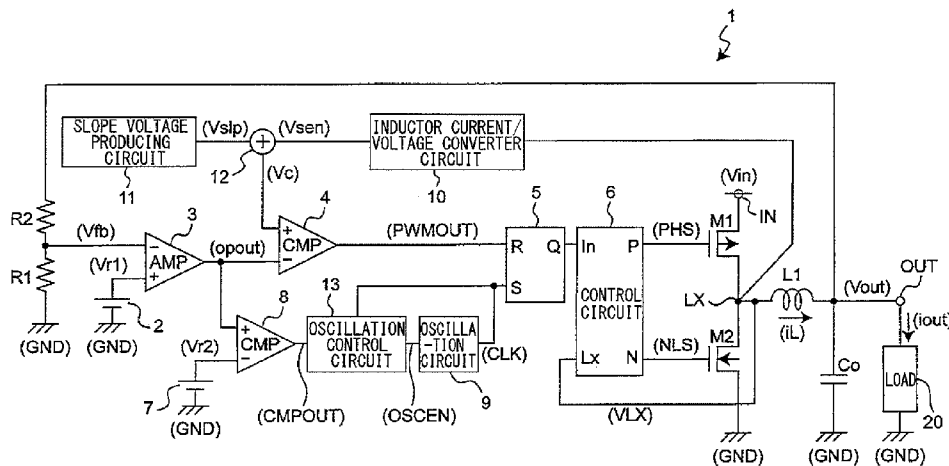 1
SLOPE VOLTAGE
PRODUCING
CIRCUIT
11
(Vslp)
12
(Vsen)
(Vc)
INDUCTOR CURRENT/
VOLTAGE CONVERTER
CIRCUIT
10
(Vin)
IN
R2
R1
(Vfb)
(Vr1)
3
AMP
2
(GND)
(GND)
(opout)
4
CMP
(PWMOUT)
5
R
Q
S
6
In
P
CONTROL
CIRCUIT
Lx
N
(PHS)
M1
LX
L1
(iL)
(Vout)
OUT
(iout)
M2
(NLS)
(VLX)
Co
LOAD
20
8
CMP
(Vr2)
7
(GND)
13
OSCILLATION
CONTROL
CIRCUIT
OSCILLA
-TION
CIRCUIT
9
(CLK)
(CMPOUT)
(OSCEN)
(GND)
(GND)
(GND)